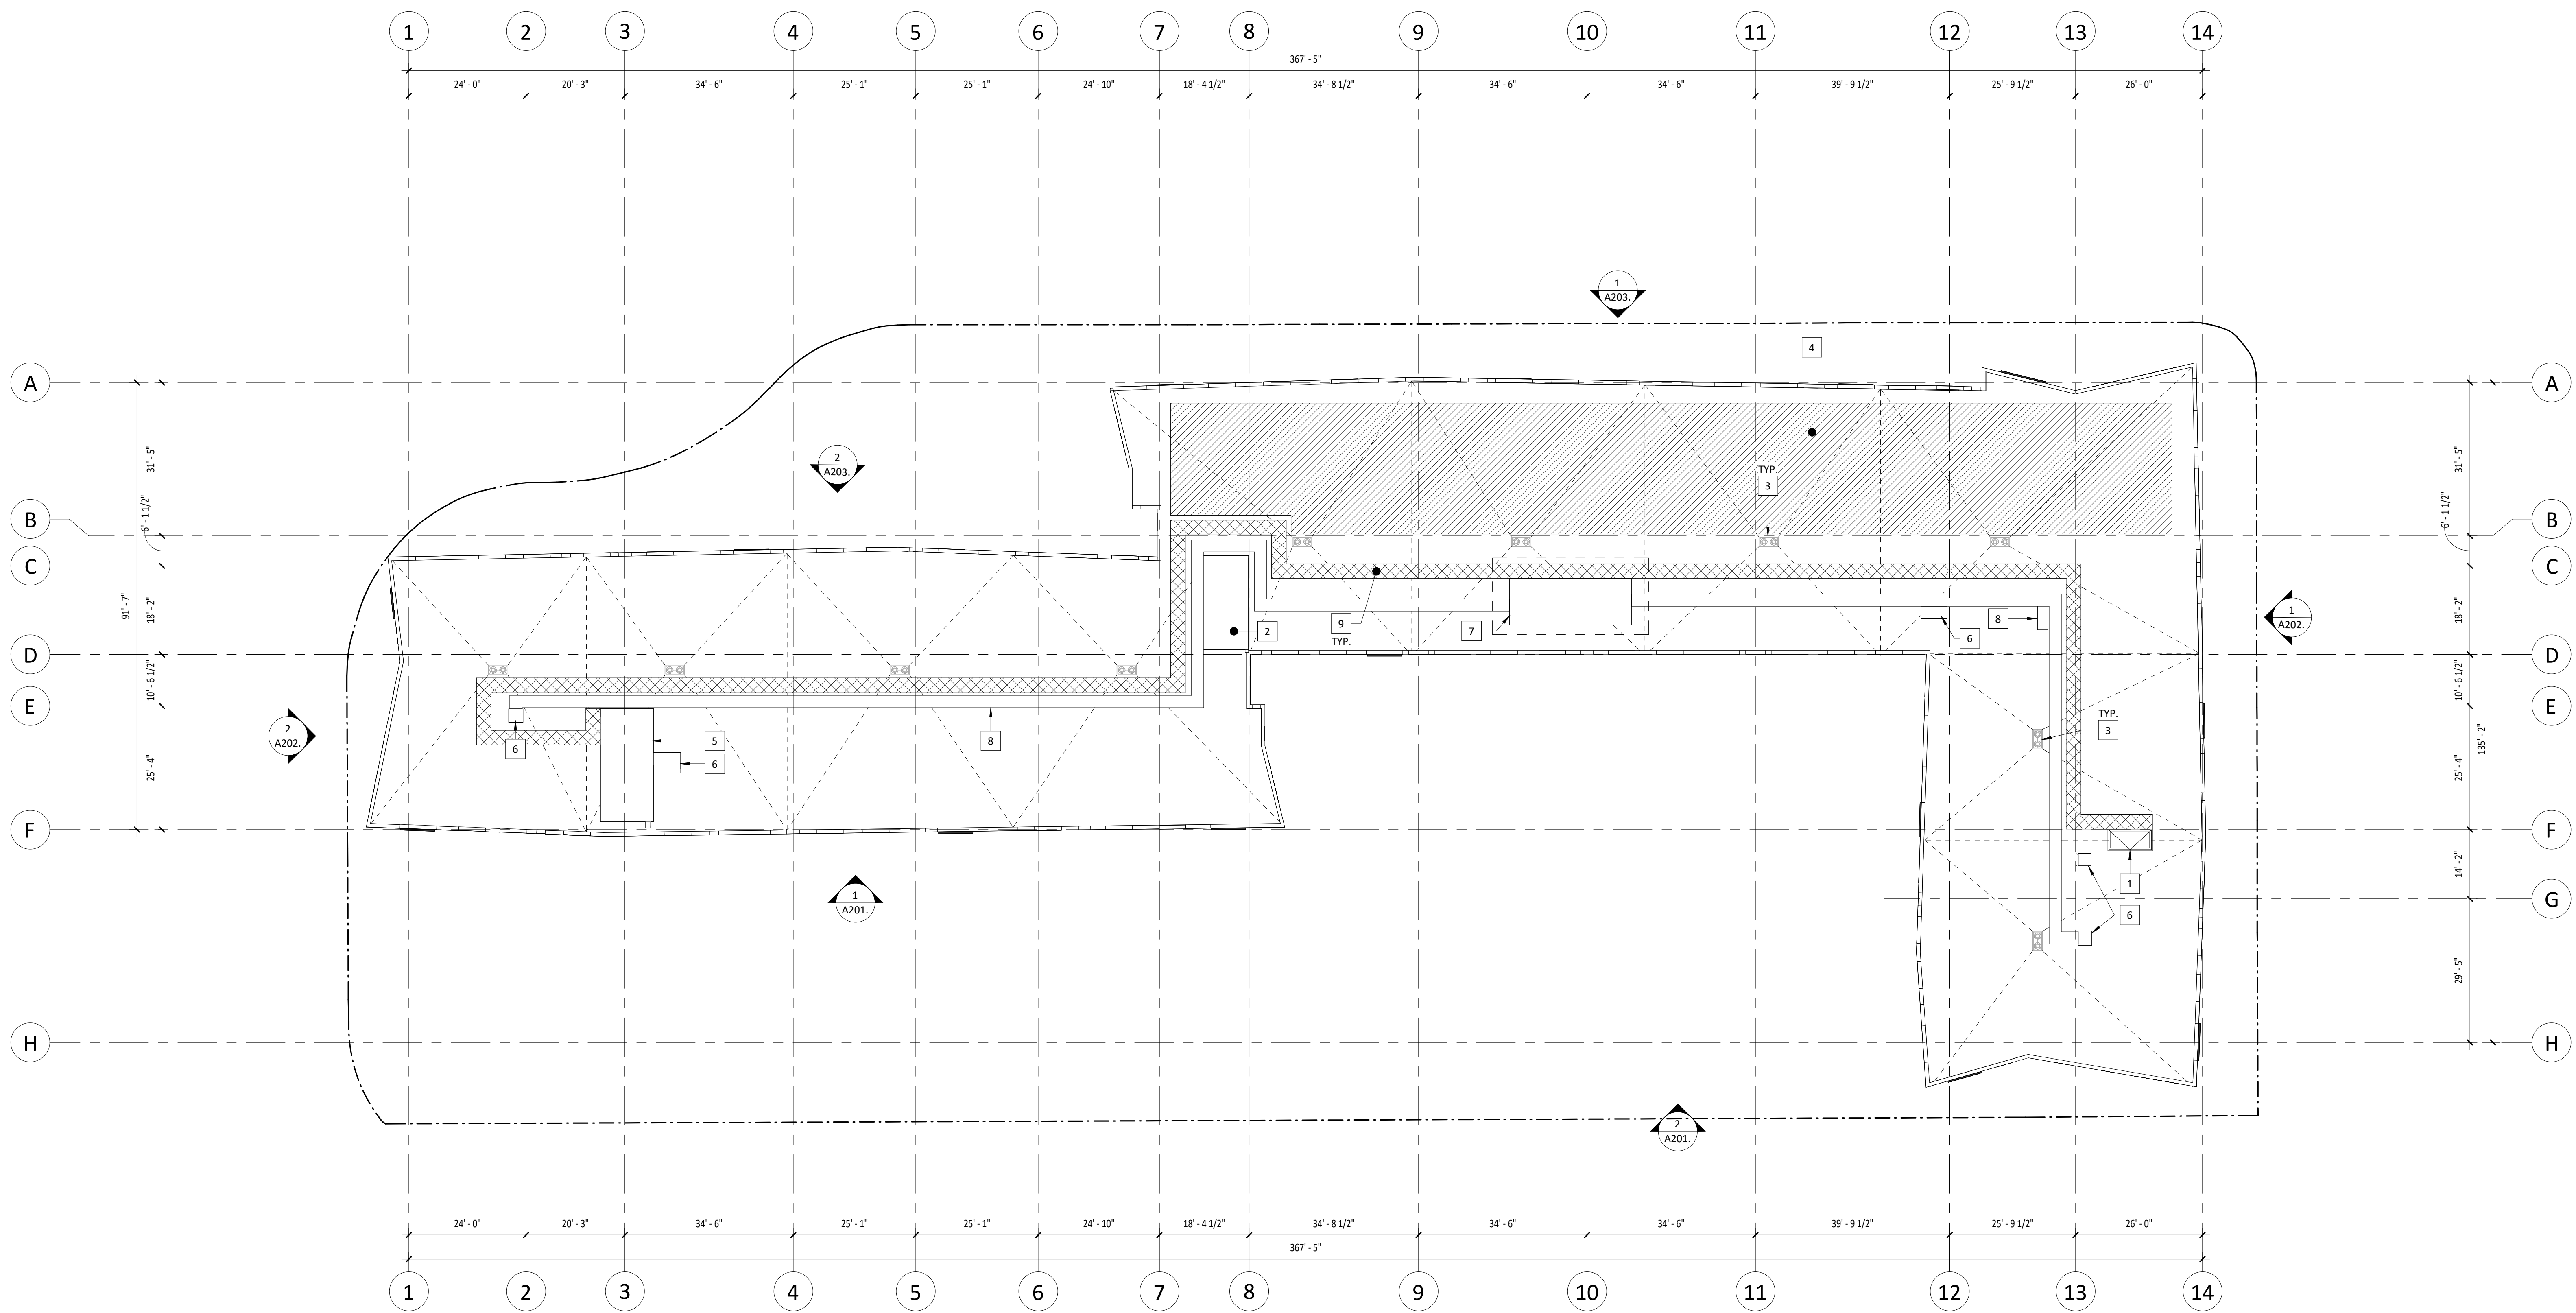 1 2 3 4 5 6 7 8 9 10 11 12 13 14
367' - 5"
24' - 0" 20' - 3" 34' - 6" 25' - 1" 25' - 1" 24' - 10" 18' - 4 1/2" 34' - 8 1/2" 34' - 6" 34' - 6" 39' - 9 1/2" 25' - 9 1/2" 26' - 0"
1
A203.
4
A A
2
A203.
31' - 5" 31' - 5"
TYP.
3
6' - 1 1/2" 6' - 1 1/2"
B B
C C
9
TYP.
7
2
6
8
91' - 7"
18' - 2" 18' - 2"
1
A202.
D D
10' - 6 1/2" 10' - 6 1/2"
E E
TYP.
3
2
A202.
6
5
6
8
135' - 2"
25' - 4" 25' - 4"
F F
14' - 2"
1
1
A201.
G
6
29' - 5"
H H
2
A201.
24' - 0" 20' - 3" 34' - 6" 25' - 1" 25' - 1" 24' - 10" 18' - 4 1/2" 34' - 8 1/2" 34' - 6" 34' - 6" 39' - 9 1/2" 25' - 9 1/2" 26' - 0"
367' - 5"
1 2 3 4 5 6 7 8 9 10 11 12 13 14